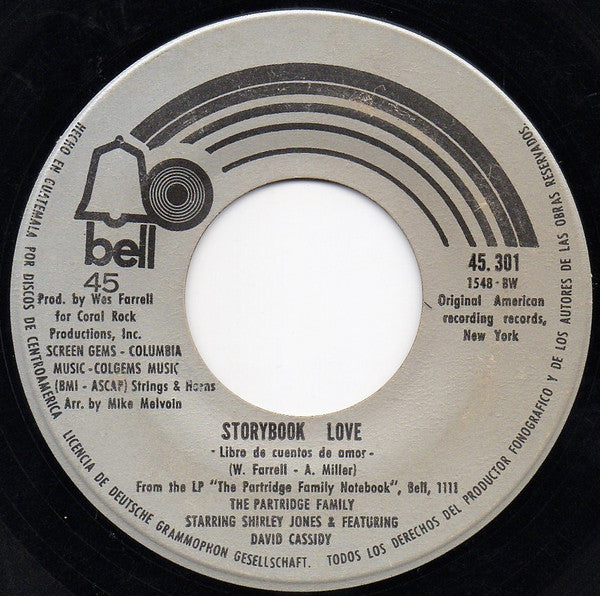 bell
45
Prod. by Wes Farrell
for Coral Rock
Productions, Inc.
SCREEN GEMS - COLUMBIA
MUSIC - COLGEMS MUSIC
(BMI - ASCAP) Strings & Horns
Arr. by Mike Melvoin
45.301
1548-BW
Original American
recording records,
New York
STORYBOOK LOVE
- Libro de cuentos de amor -
(W. Farrell - A. Miller)
From the LP "The Partridge Family Notebook", Bell, 1111
THE PARTRIDGE FAMILY
STARRING SHIRLEY JONES & FEATURING
DAVID CASSIDY
HECHO EN GUATEMALA POR DISCOS DE CENTROAMERICA
LICENCIA DE DEUTSCHE GRAMMOPHON GESELLSCHAFT. TODOS LOS DERECHOS DEL PRODUCTOR FONOGRAFICO Y DE LOS AUTORES DE LAS OBRAS RESERVADOS.